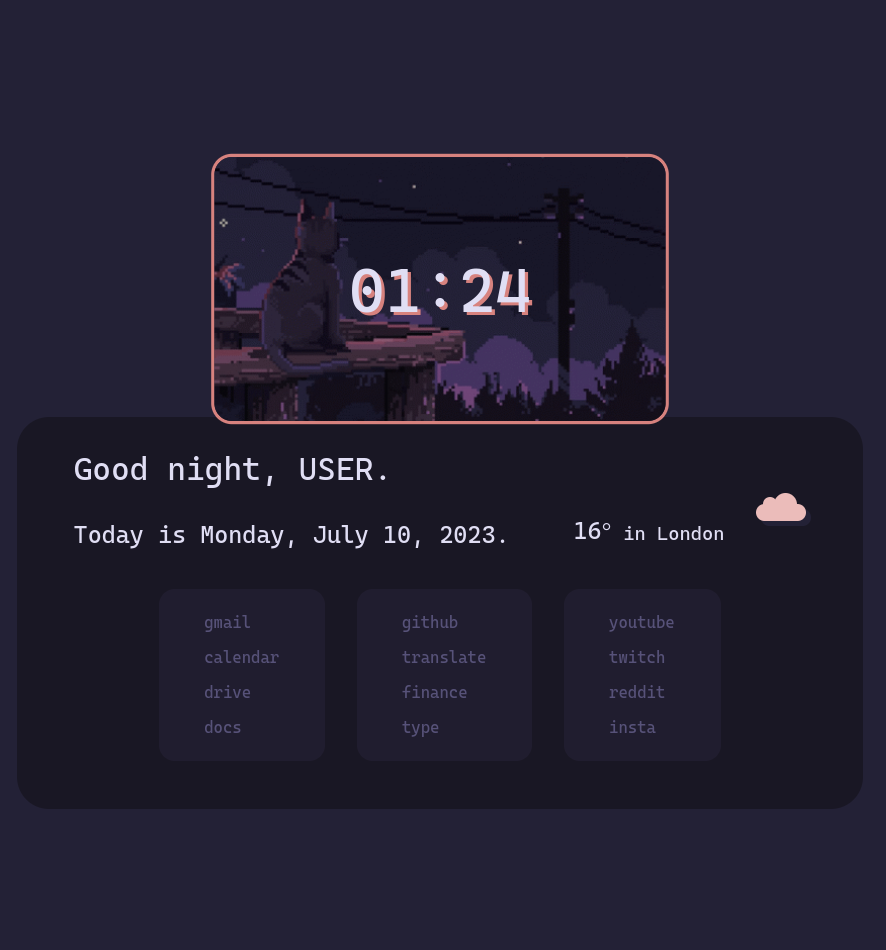 01:24
Good night, USER.
Today is Monday, July 10, 2023.
16° in London
gmail
calendar
drive
docs
github
translate
finance
type
youtube
twitch
reddit
insta